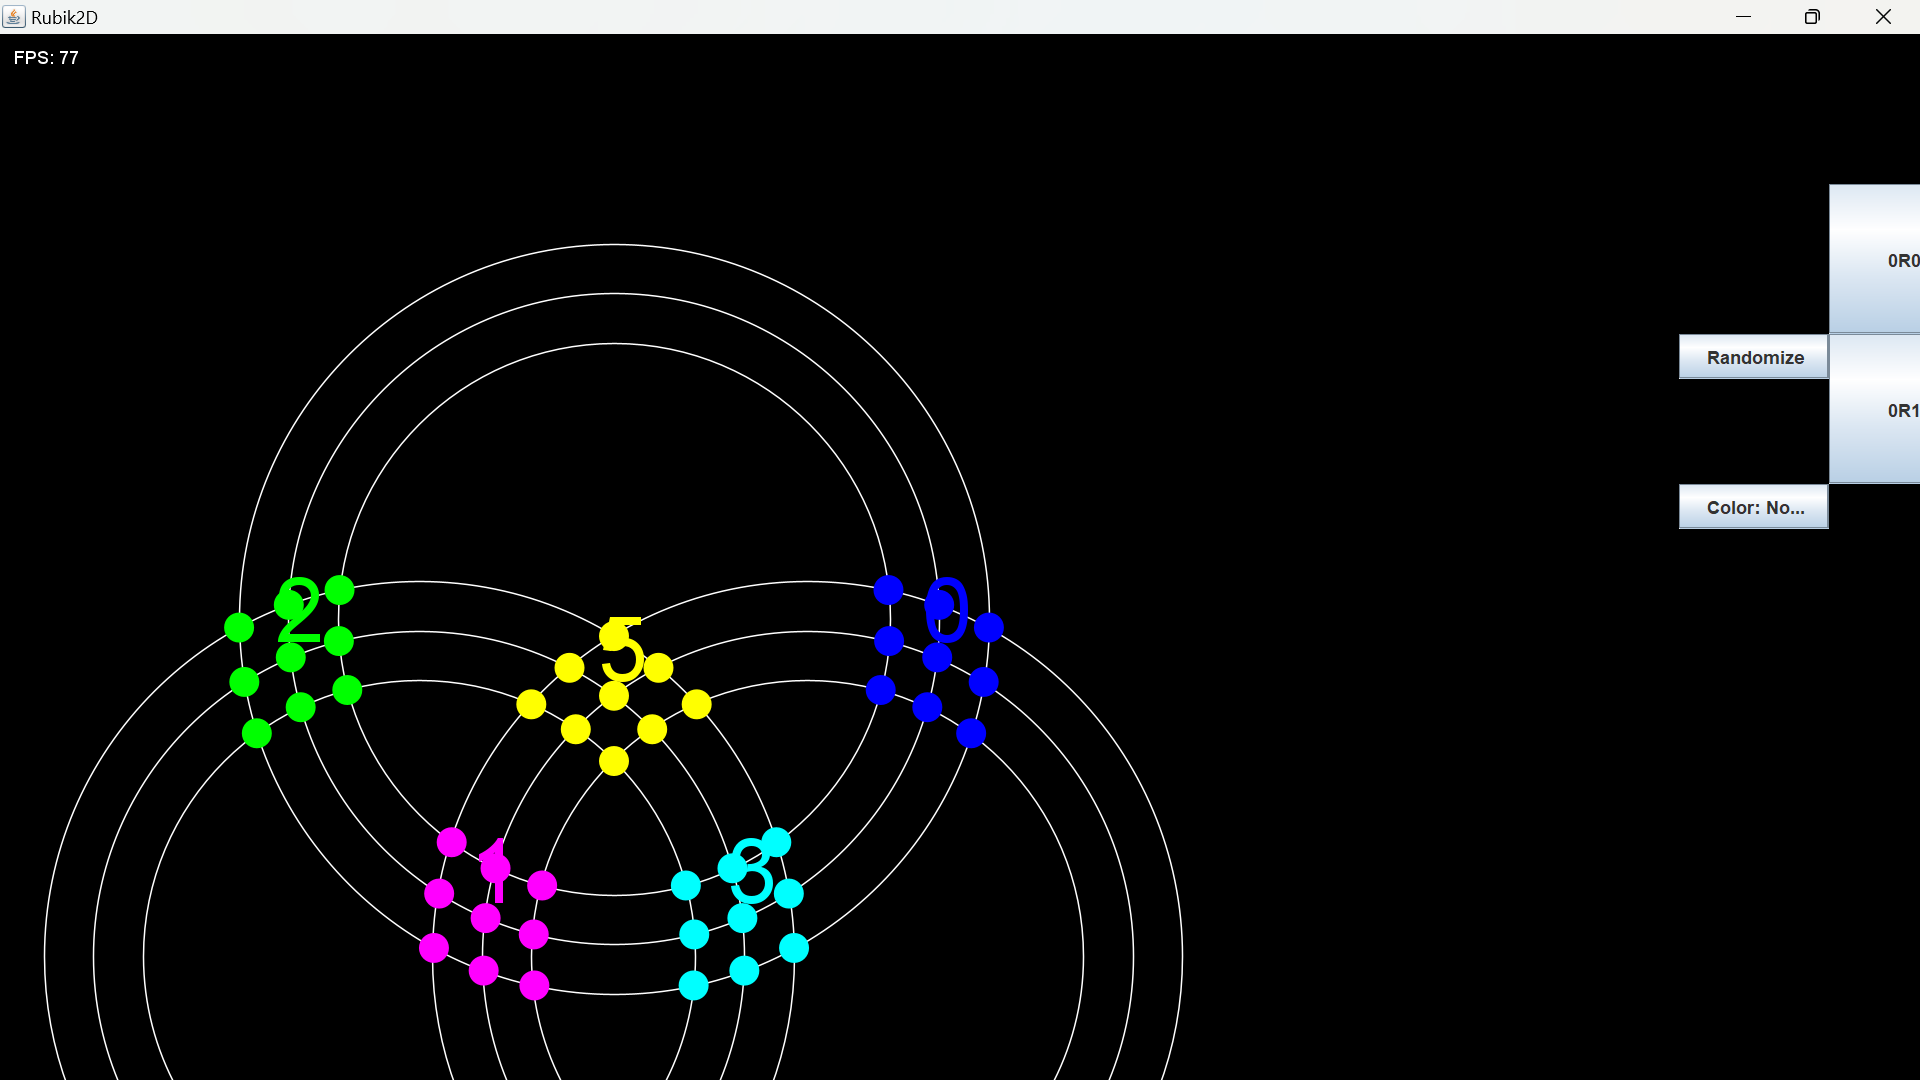 Rubik2D
FPS: 77
0R0
Randomize
0R1
Color: No...
2
0
5
1
3